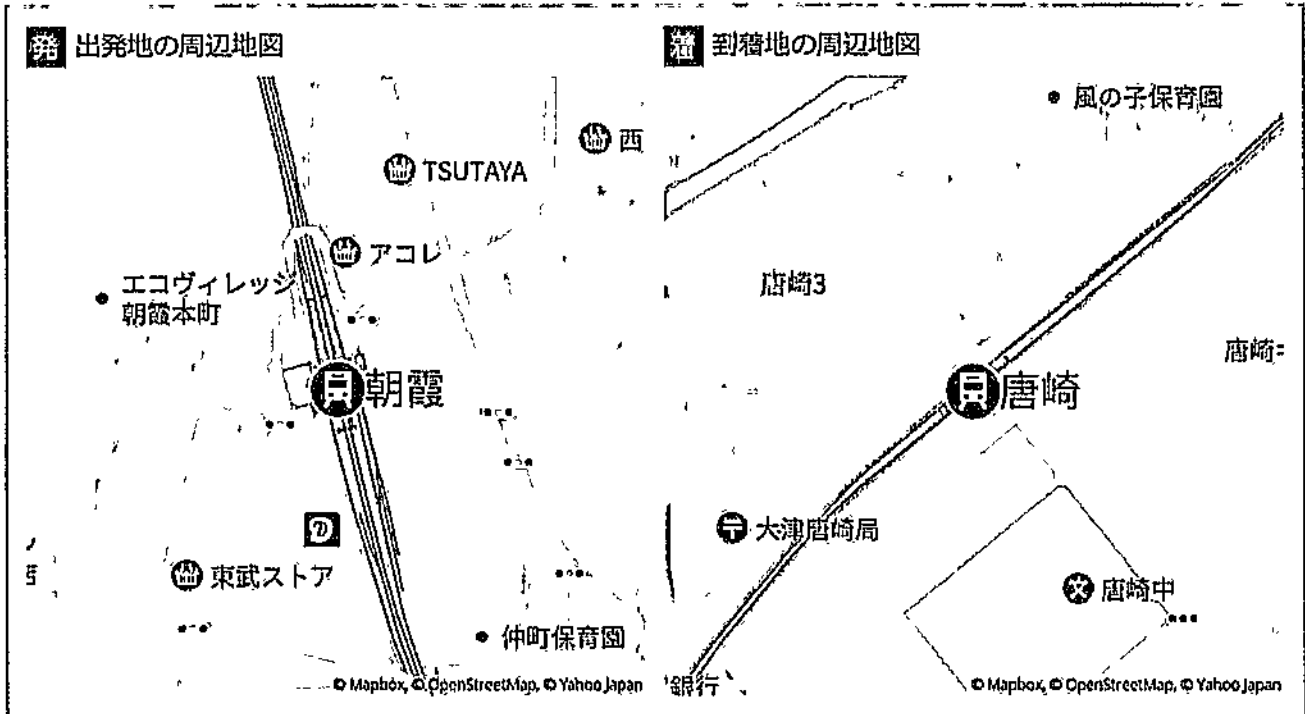 発 出発地の周辺地図
西
TSUTAYA
アコレ
エコヴィレッジ
朝霞本町
朝霞
D
東武ストア
仲町保育園
© Mapbox, © OpenStreetMap, © Yahoo Japan
着 到着地の周辺地図
風の子保育園
唐崎3
唐崎
唐崎
大津唐崎局
唐崎中
銀行
© Mapbox, © OpenStreetMap, © Yahoo Japan